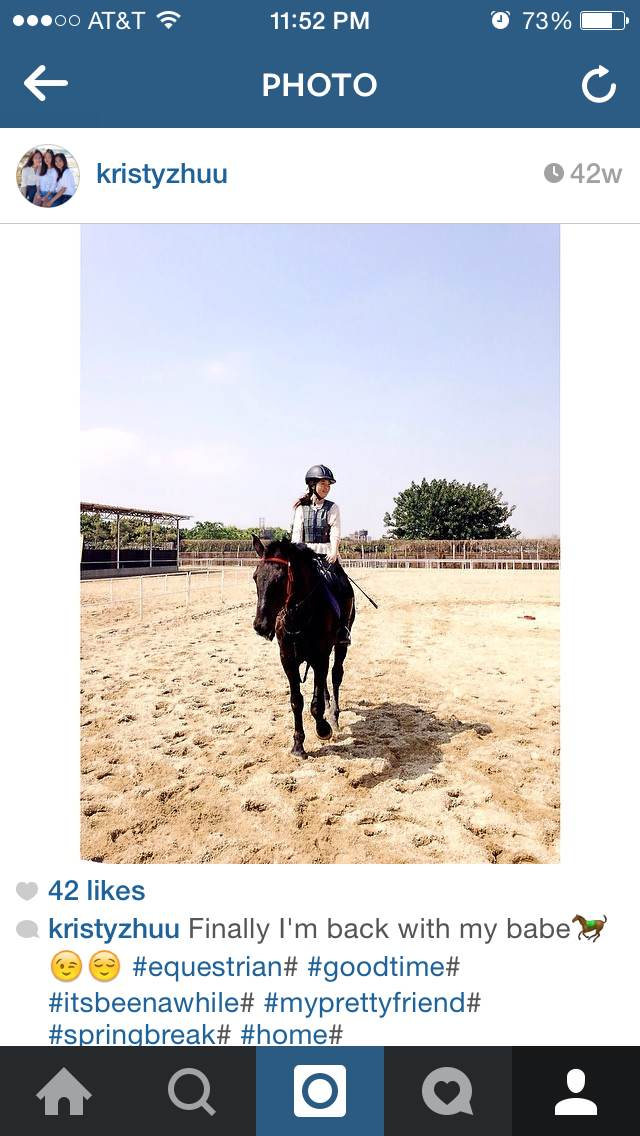 AT&T 11:52 PM 73%
PHOTO
kristyzhuu 42w
42 likes
kristyzhuu Finally I'm back with my babe🐎
😉😌 #equestrian# #goodtime#
#itsbeenawhile# #myprettyfriend#
#springbreak# #home#